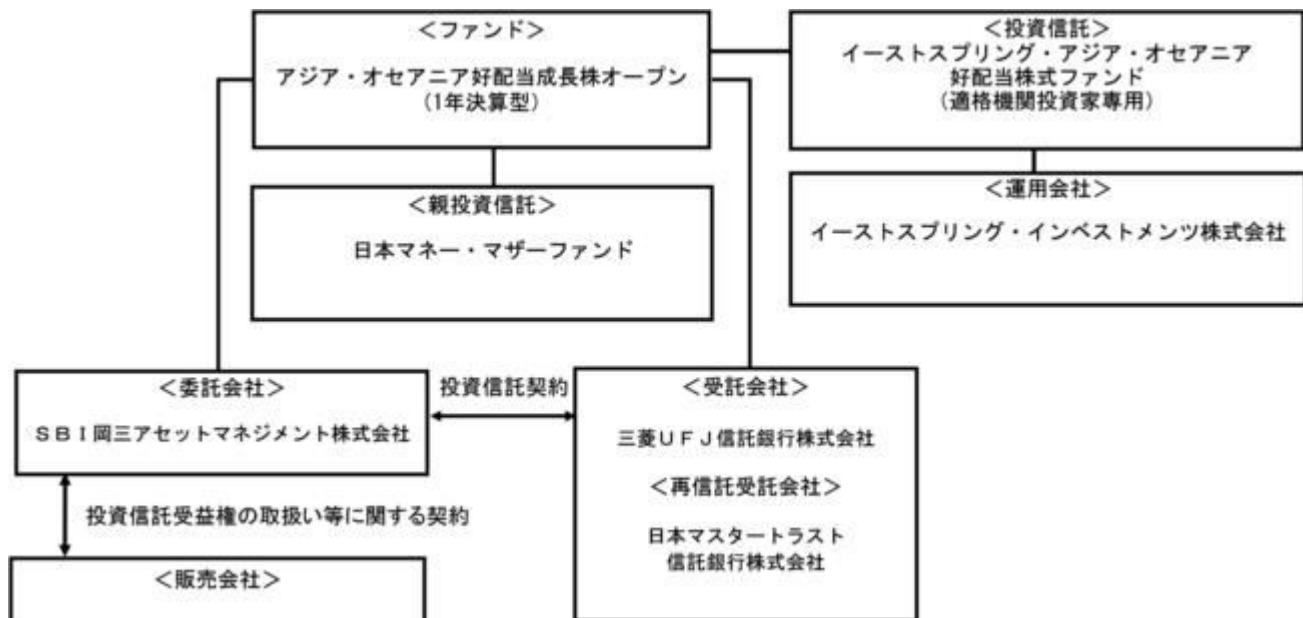 ＜ファンド＞
アジア・オセアニア好配当成長株オープン
(1年決算型)
＜投資信託＞
イーストスプリング・アジア・オセアニア
好配当株式ファンド
(適格機関投資家専用)
＜親投資信託＞
日本マネー・マザーファンド
＜運用会社＞
イーストスプリング・インベストメンツ株式会社
＜委託会社＞
ＳＢＩ岡三アセットマネジメント株式会社
投資信託契約
＜受託会社＞
三菱ＵＦＪ信託銀行株式会社
＜再信託受託会社＞
日本マスタートラスト
信託銀行株式会社
投資信託受益権の取扱い等に関する契約
＜販売会社＞